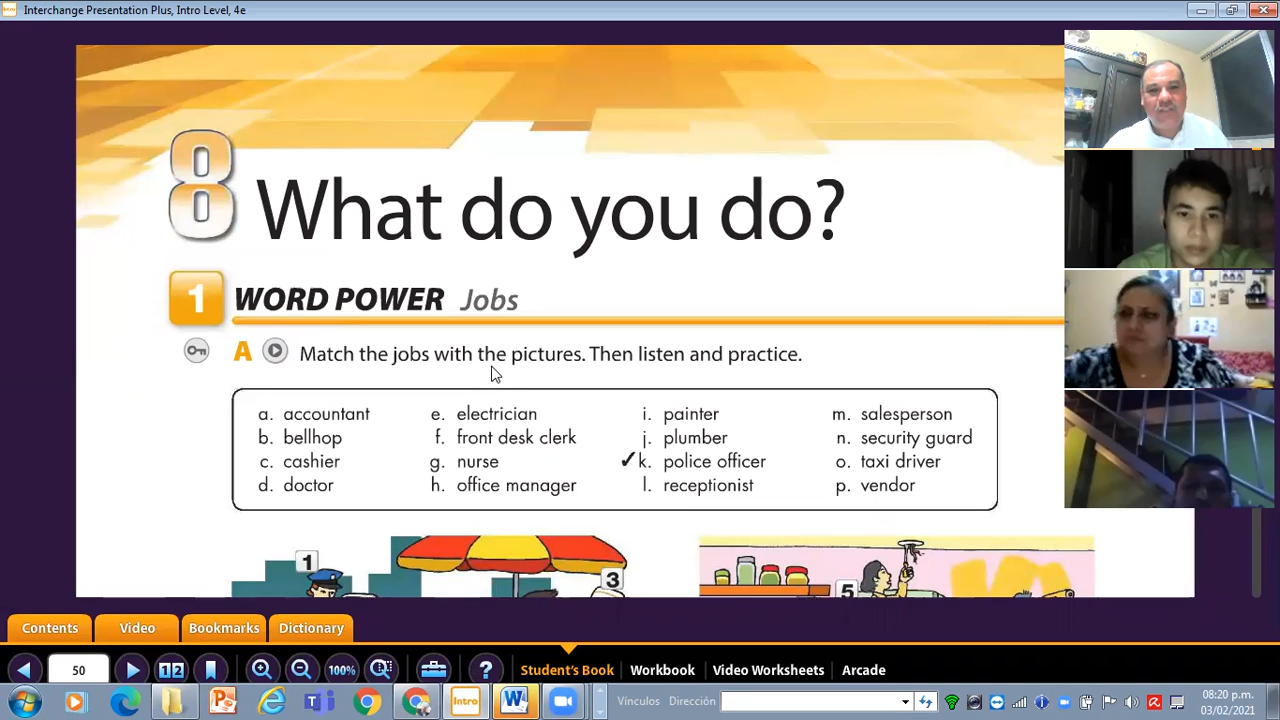 Interchange Presentation Plus, Intro Level, 4e
8 What do you do?
1 WORD POWER Jobs
A Match the jobs with the pictures. Then listen and practice.
a. accountant e. electrician i. painter m. salesperson
b. bellhop f. front desk clerk j. plumber n. security guard
c. cashier g. nurse ✓k. police officer o. taxi driver
d. doctor h. office manager l. receptionist p. vendor
1 3 5
Contents Video Bookmarks Dictionary
50 12 100% ? Student's Book Workbook Video Worksheets Arcade
Intro Vínculos Dirección 08:20 p.m.
03/02/2021